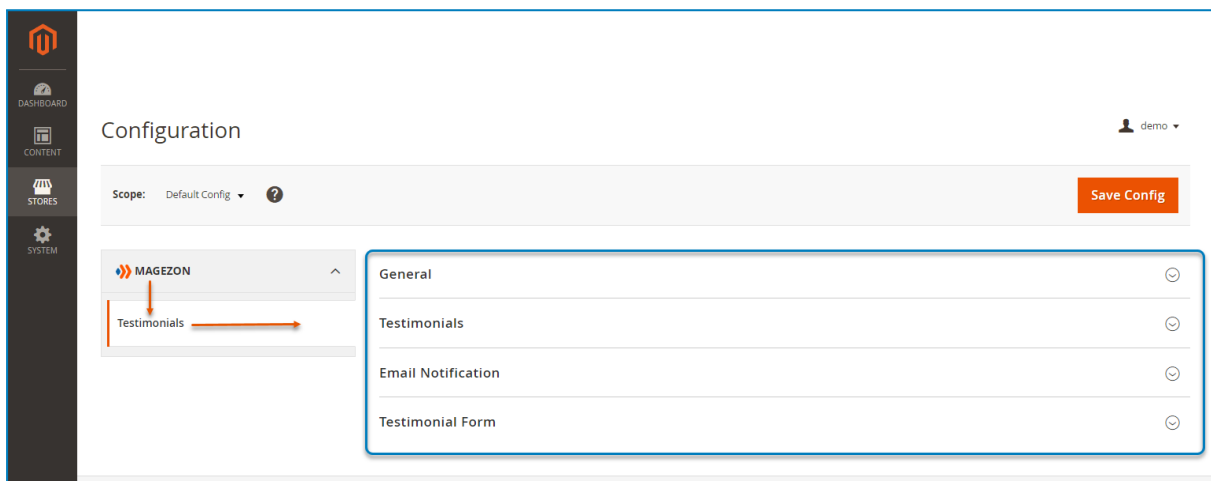 DASHBOARD
CONTENT
STORES
SYSTEM
Configuration
demo
Scope: Default Config ?
Save Config
MAGEZON
Testimonials
General
Testimonials
Email Notification
Testimonial Form